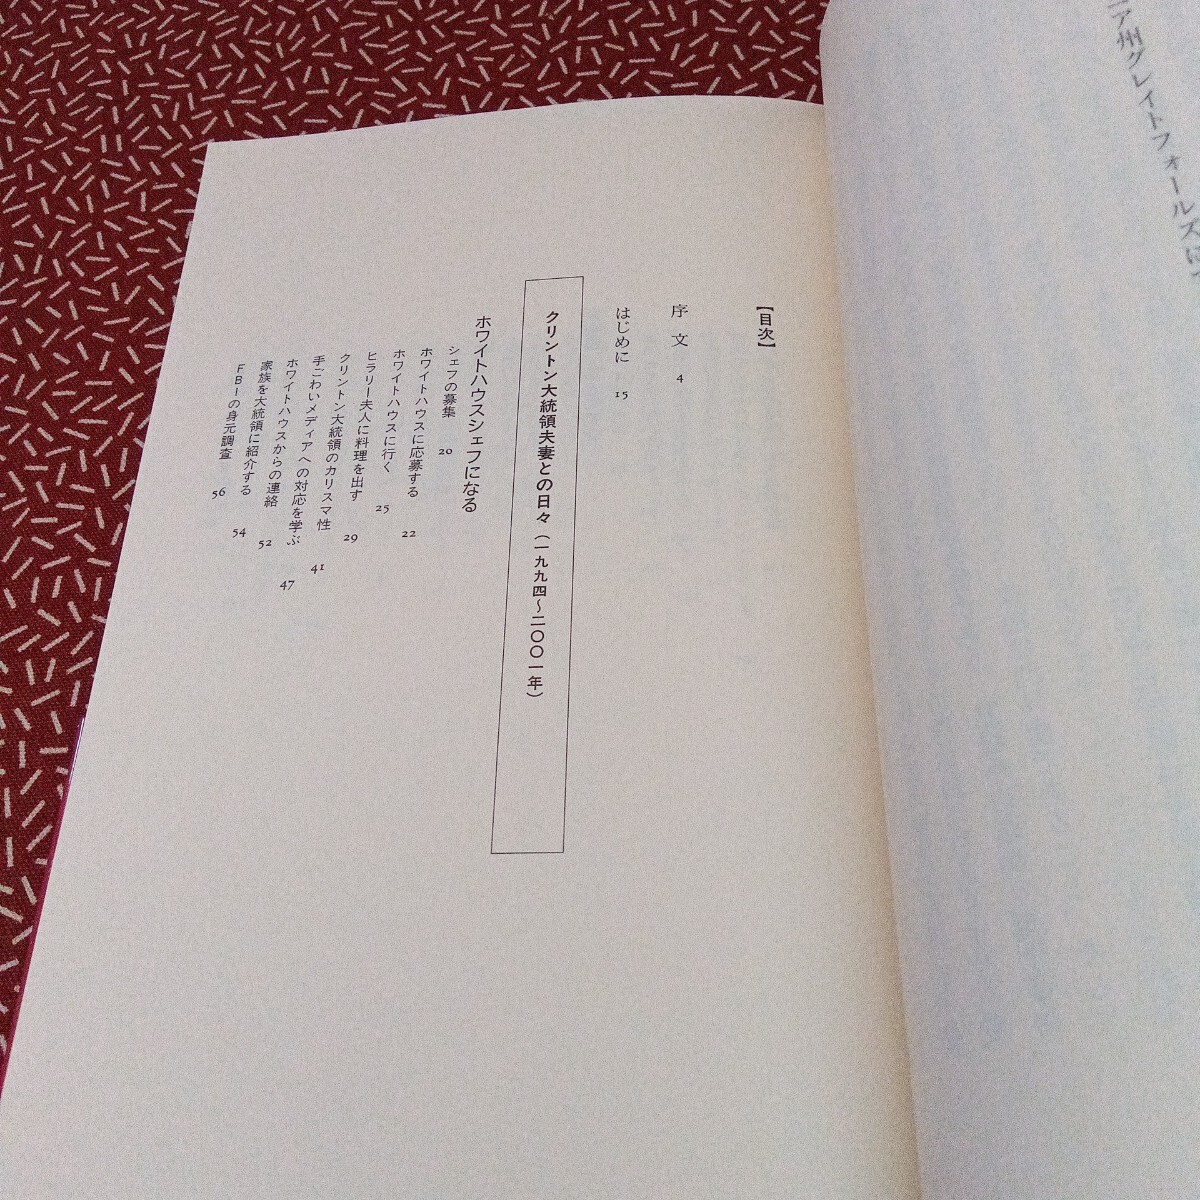 ニア州グレイトフォールズに
【目次】
序文 4
はじめに 15
クリントン大統領夫妻との日々(一九九四〜二〇〇一年)
ホワイトハウスシェフになる
シェフの募集 20
ホワイトハウスに応募する 22
ホワイトハウスに行く 25
ヒラリー夫人に料理を出す 29
クリントン大統領のカリスマ性 41
手ごわいメディアへの対応を学ぶ 47
ホワイトハウスからの連絡 52
家族を大統領に紹介する 54
FBIの身元調査 56